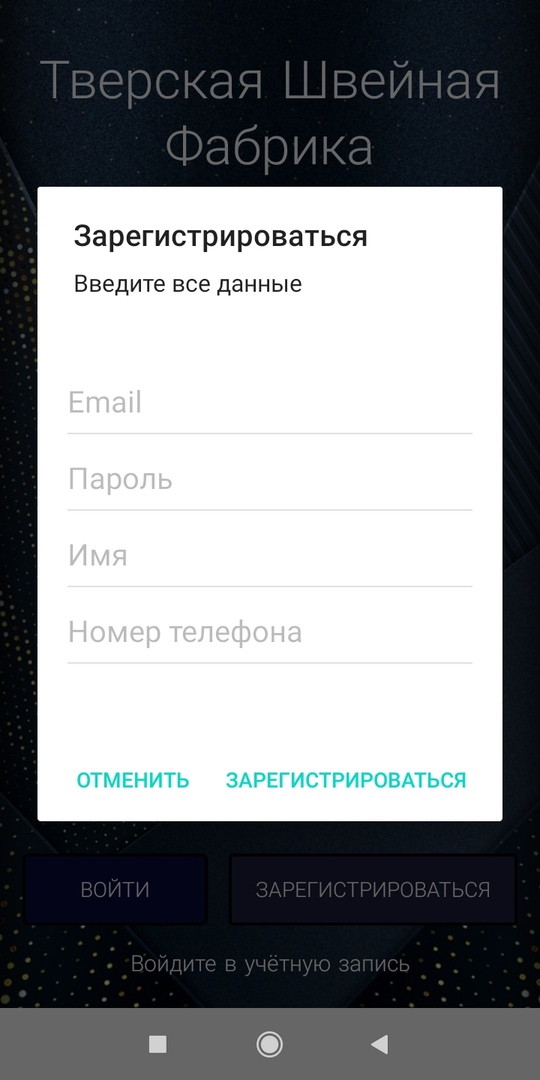 Тверская Швейная
Фабрика
Зарегистрироваться
Введите все данные
Email
Пароль
Имя
Номер телефона
ОТМЕНИТЬ ЗАРЕГИСТРИРОВАТЬСЯ
ВОЙТИ ЗАРЕГИСТРИРОВАТЬСЯ
Войдите в учётную запись